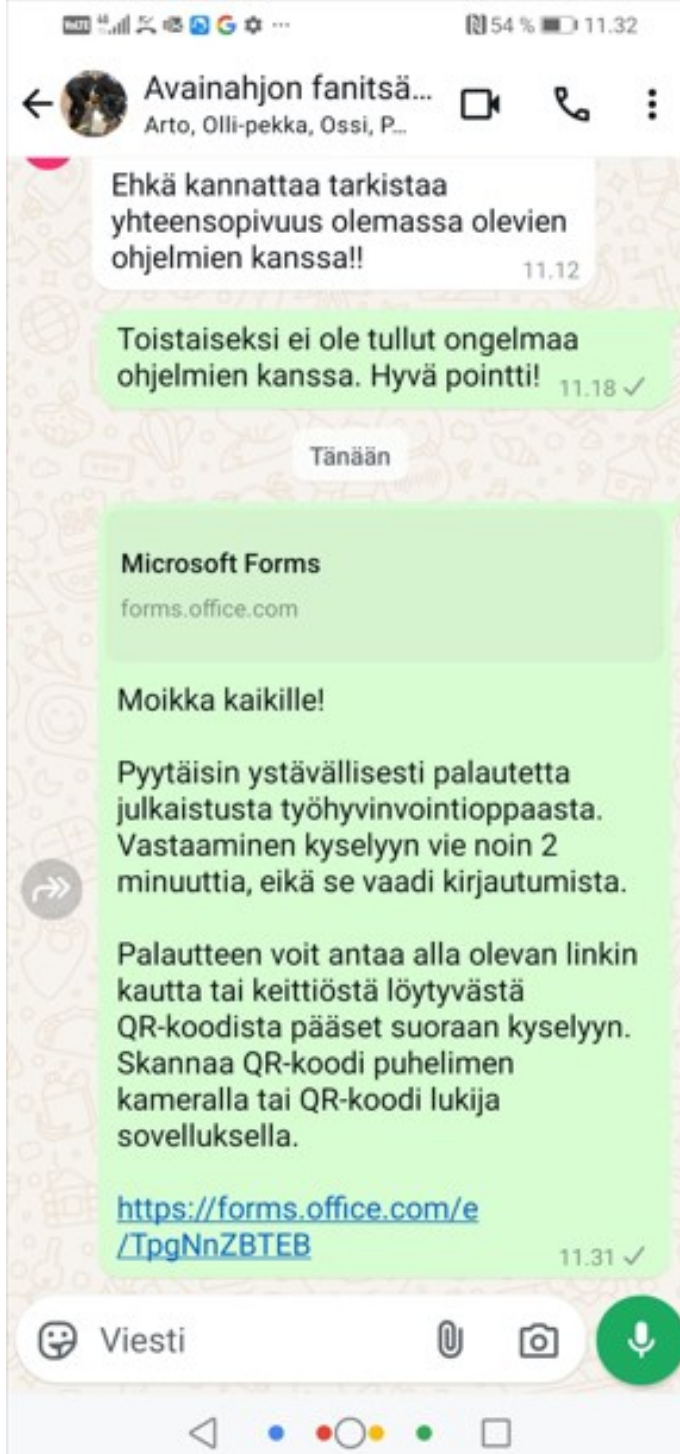 VoLTE 54 % 11.32
Avainahjon fanitsä...
Arto, Olli-pekka, Ossi, P...
Ehkä kannattaa tarkistaa
yhteensopivuus olemassa olevien
ohjelmien kanssa!!
11.12
Toistaiseksi ei ole tullut ongelmaa
ohjelmien kanssa. Hyvä pointti! 11.18
Tänään
Microsoft Forms
forms.office.com
Moikka kaikille!
Pyytäisin ystävällisesti palautetta
julkaistusta työhyvinvointioppaasta.
Vastaaminen kyselyyn vie noin 2
minuuttia, eikä se vaadi kirjautumista.
Palautteen voit antaa alla olevan linkin
kautta tai keittiöstä löytyvästä
QR-koodista pääset suoraan kyselyyn.
Skannaa QR-koodi puhelimen
kameralla tai QR-koodi lukija
sovelluksella.
https://forms.office.com/e
/TpgNnZBTEB
11.31
Viesti